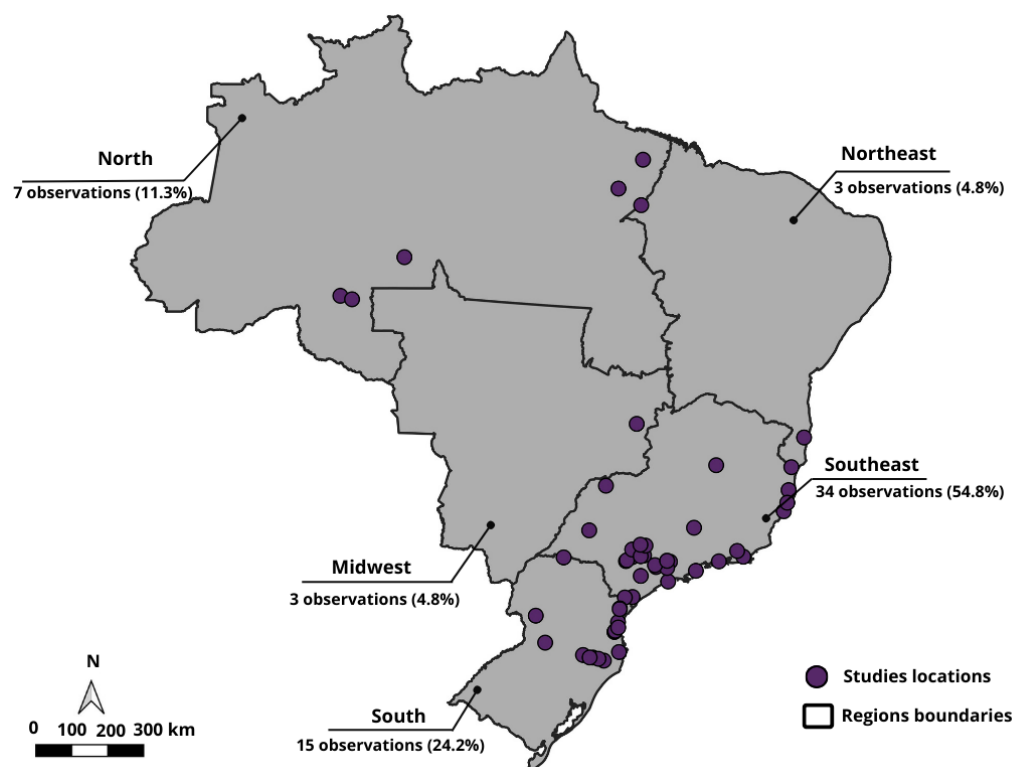 North
7 observations (11.3%)
Northeast
3 observations (4.8%)
Southeast
34 observations (54.8%)
Midwest
3 observations (4.8%)
South
15 observations (24.2%)
N
0 100 200 300 km
Studies locations
Regions boundaries